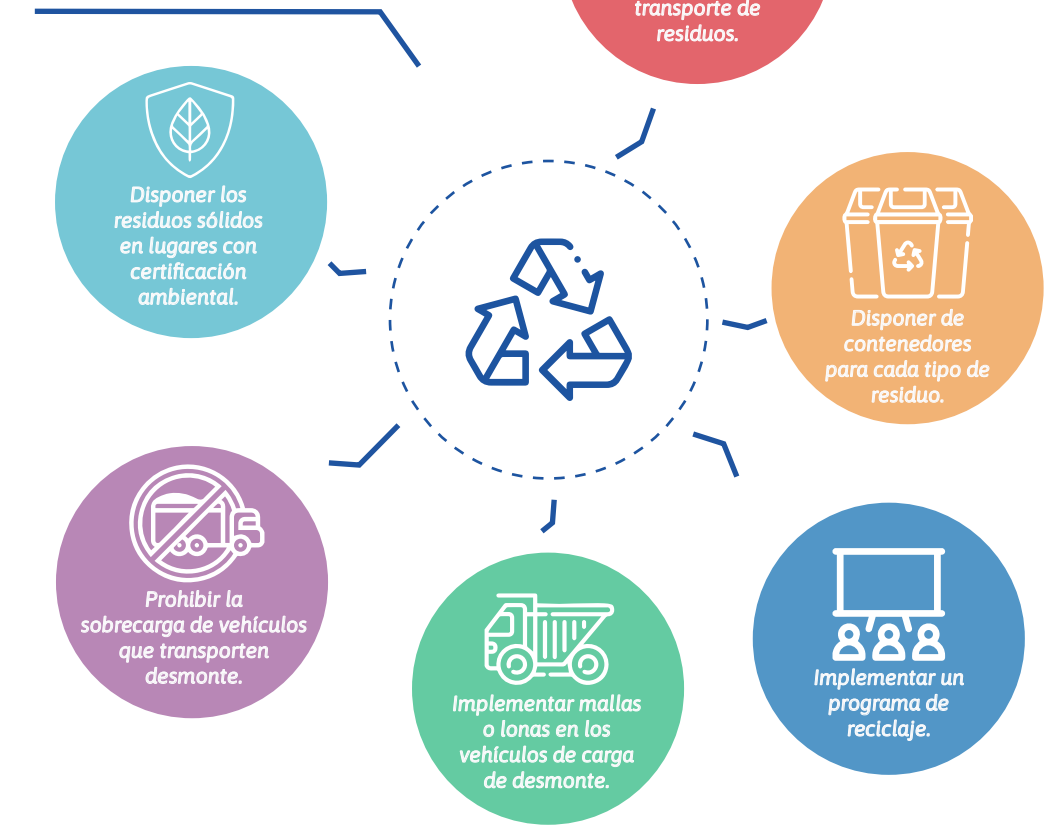 transporte de
residuos.
Disponer los
residuos sólidos
en lugares con
certificación
ambiental.
Disponer de
contenedores
para cada tipo de
residuo.
Prohibir la
sobrecarga de vehículos
que transporten
desmonte.
Implementar mallas
o lonas en los
vehículos de carga
de desmonte.
Implementar un
programa de
reciclaje.